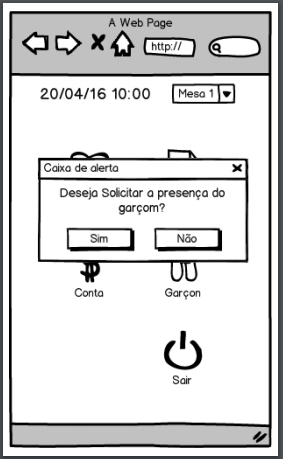 A Web Page
http://
20/04/16 10:00
Mesa 1
Caixa de alerta
Deseja Solicitar a presença do
garçom?
Sim
Não
Conta
Garçon
Sair